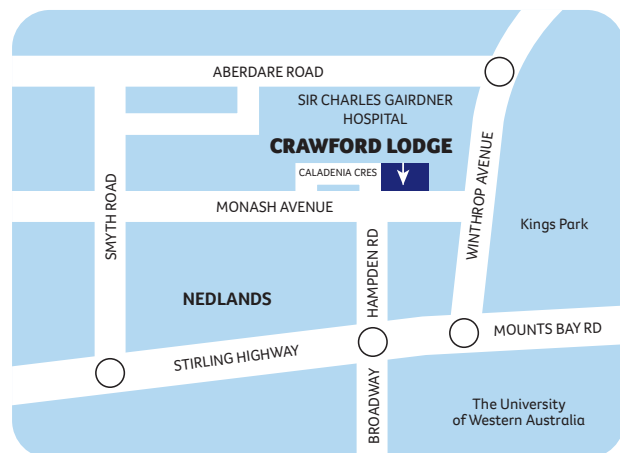 ABERDARE ROAD
SIR CHARLES GAIRDNER
HOSPITAL
CRAWFORD LODGE
CALADENIA CRES
MONASH AVENUE
SMYTH ROAD
WINTHROP AVENUE
Kings Park
HAMPDEN RD
NEDLANDS
MOUNTS BAY RD
STIRLING HIGHWAY
BROADWAY
The University
of Western Australia